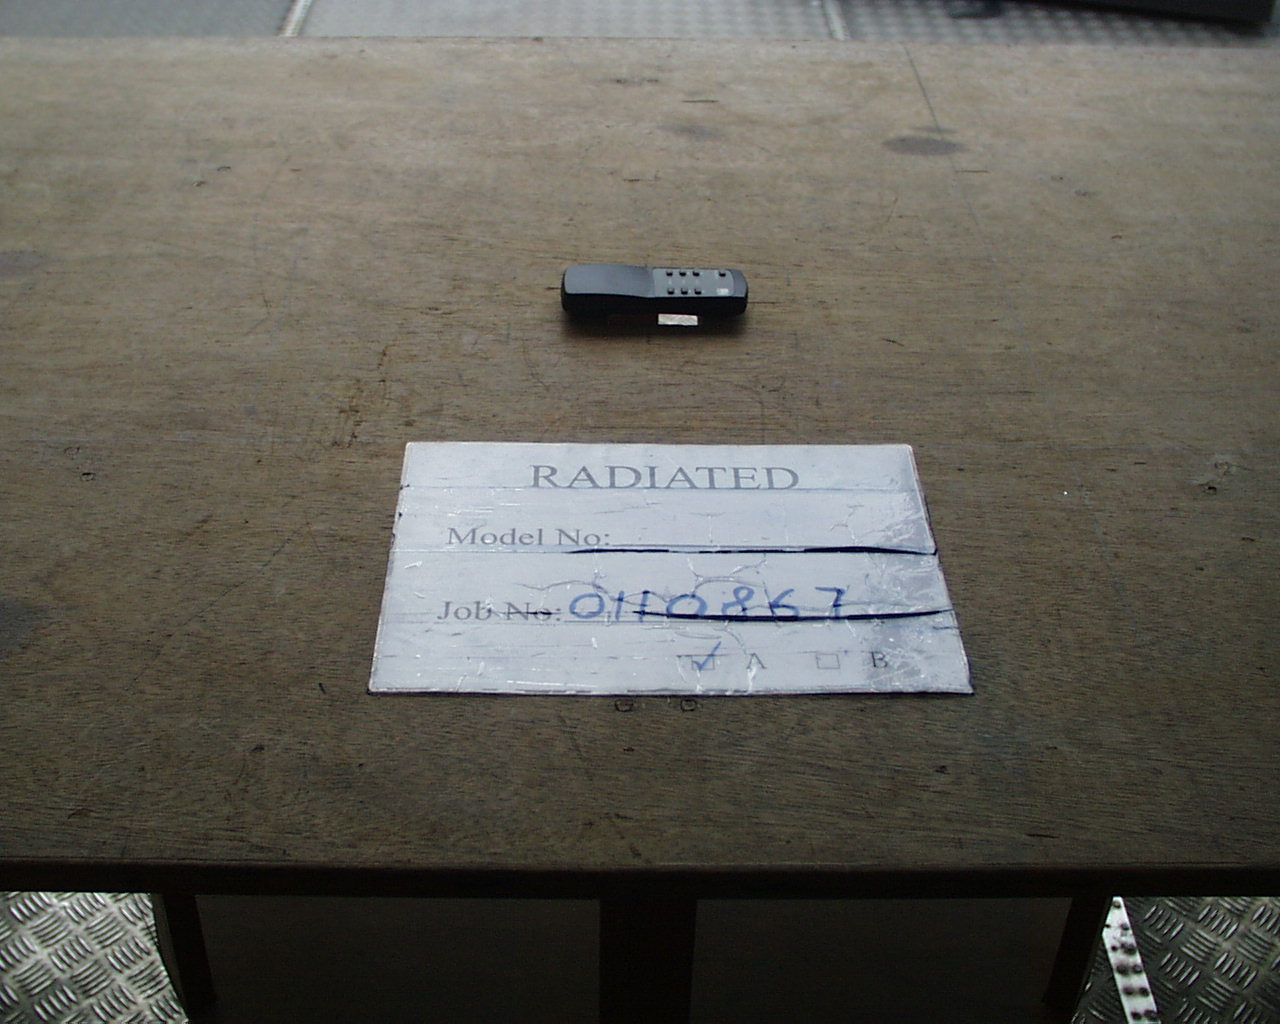 RADIATED
Model No:
Job No: 0110867
A B